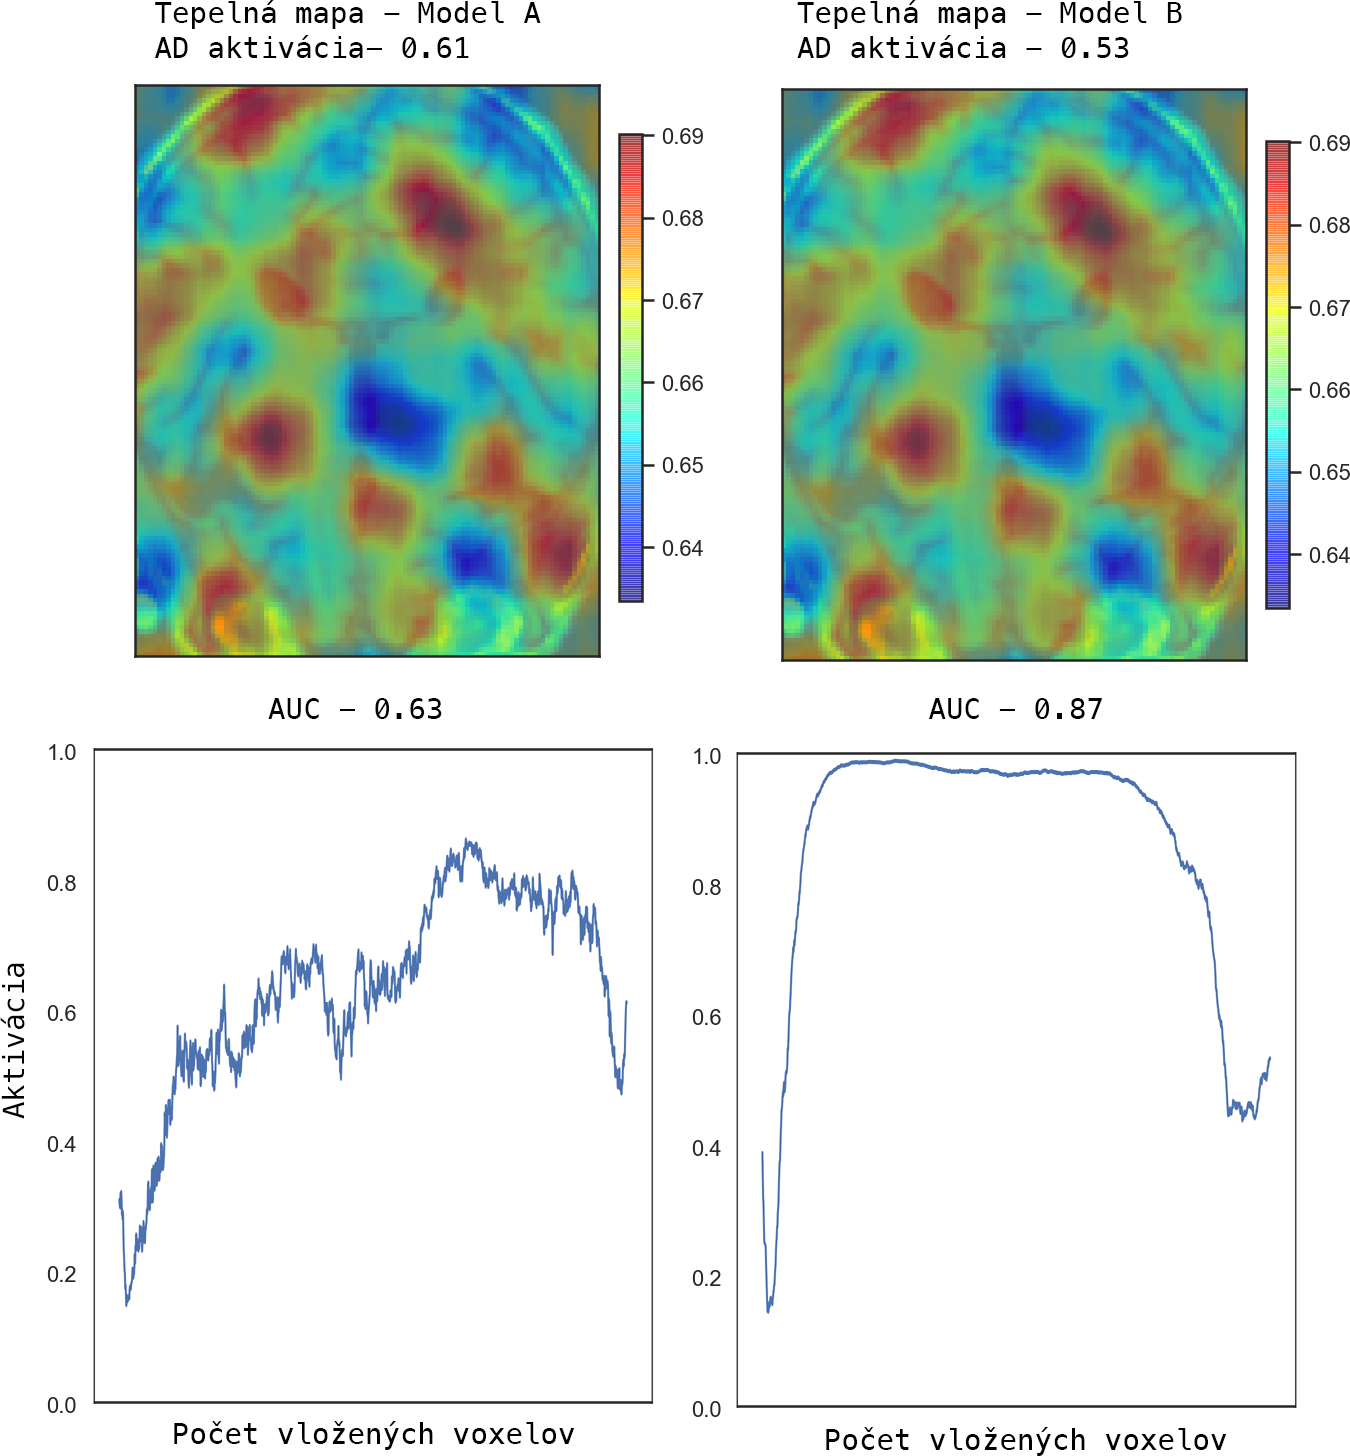 Tepelná mapa – Model A
AD aktivácia– 0.61
Tepelná mapa – Model B
AD aktivácia – 0.53
0.69
0.68
0.67
0.66
0.65
0.64
0.69
0.68
0.67
0.66
0.65
0.64
AUC – 0.63
AUC – 0.87
Aktivácia
1.0
0.8
0.6
0.4
0.2
0.0
1.0
0.8
0.6
0.4
0.2
0.0
Počet vložených voxelov
Počet vložených voxelov